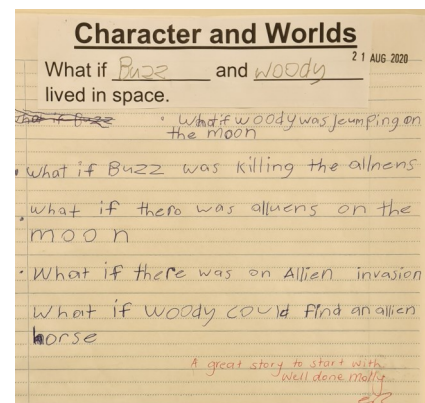 Character and Worlds
21 AUG 2020
What if Buzz and woody
lived in space.
What if Buzz
• What if woody was jeumping on
the moon
• What if Buzz was killing the allnens
• what if thero was alluens on the
moon
• What if there was on Allien invasion
What if woody could find an allien
horse
A great story to start with
Well done Molly